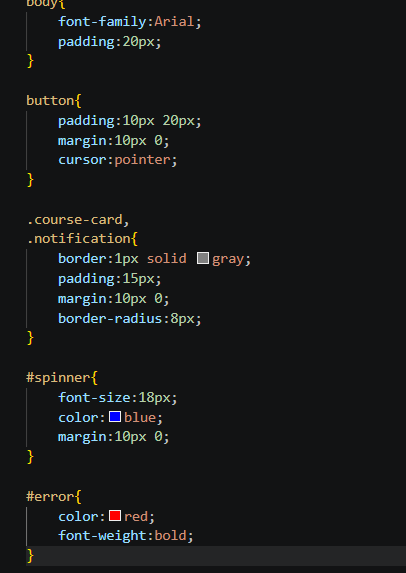 body{
    font-family:Arial;
    padding:20px;
}

button{
    padding:10px 20px;
    margin:10px 0;
    cursor:pointer;
}

.course-card,
.notification{
    border:1px solid gray;
    padding:15px;
    margin:10px 0;
    border-radius:8px;
}

#spinner{
    font-size:18px;
    color:blue;
    margin:10px 0;
}

#error{
    color:red;
    font-weight:bold;
}